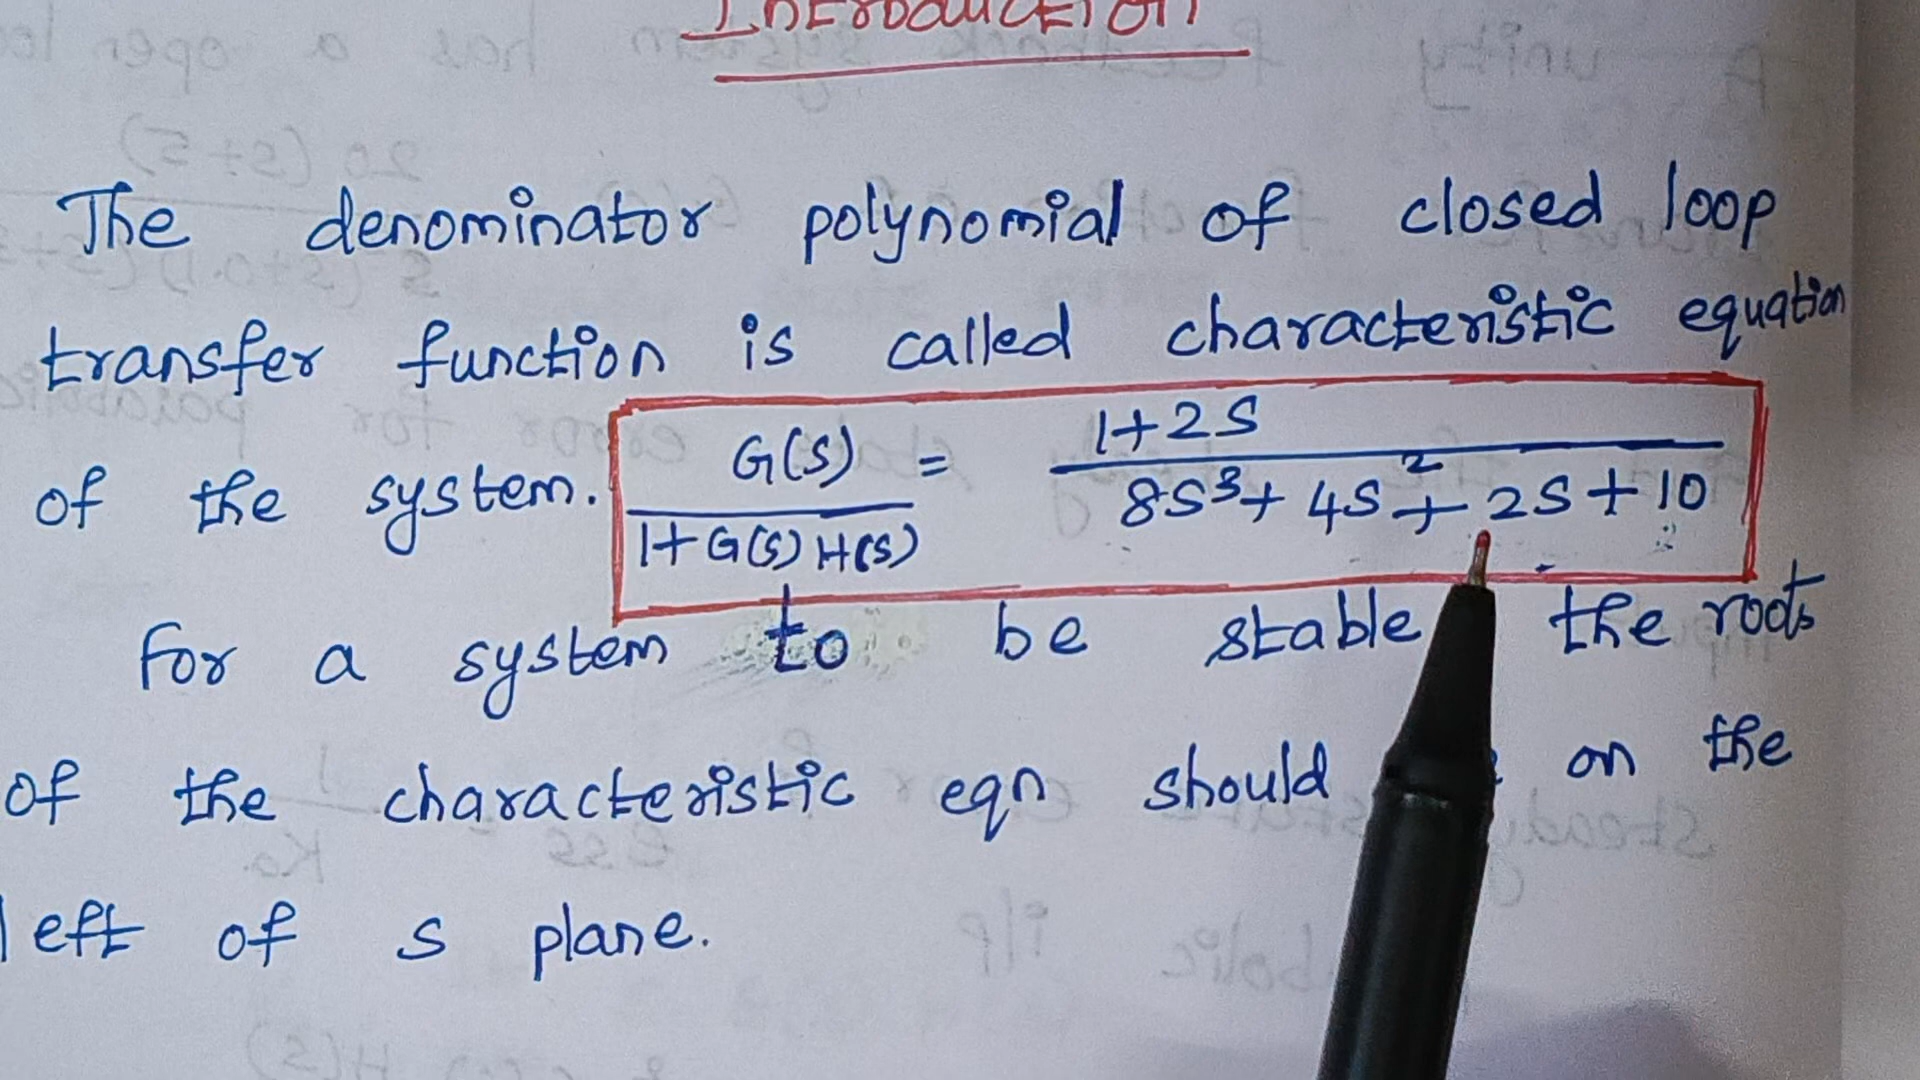 Introduction
The denominator polynomial of closed loop
transfer function is called characteristic equation
of the system. G(S) / 1+G(S)H(S) = 1+2S / 8S³+4S²+2S+10
For a system to be stable the roots
of the characteristic eqn should on the
left of s plane.